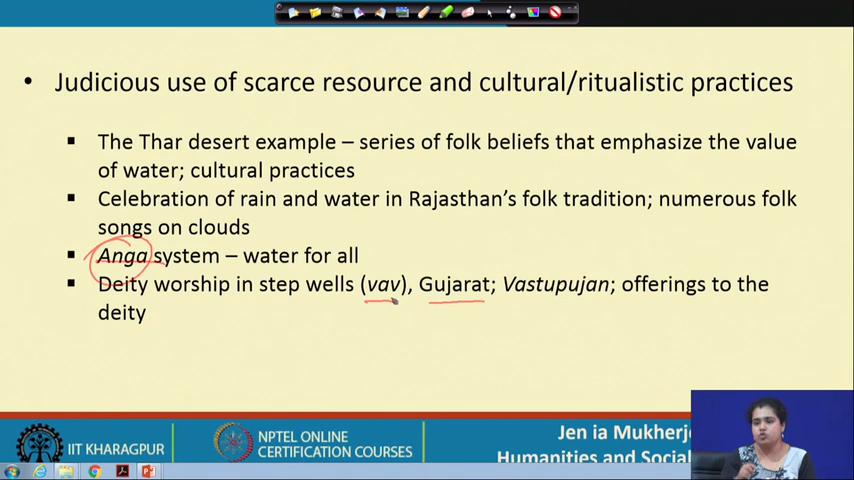 • Judicious use of scarce resource and cultural/ritualistic practices
▪ The Thar desert example – series of folk beliefs that emphasize the value
of water; cultural practices
▪ Celebration of rain and water in Rajasthan's folk tradition; numerous folk
songs on clouds
▪ Anga system – water for all
▪ Deity worship in step wells (vav), Gujarat; Vastupujan; offerings to the
deity
IIT KHARAGPUR
NPTEL ONLINE
CERTIFICATION COURSES
Jen ia Mukherj
Humanities and Social